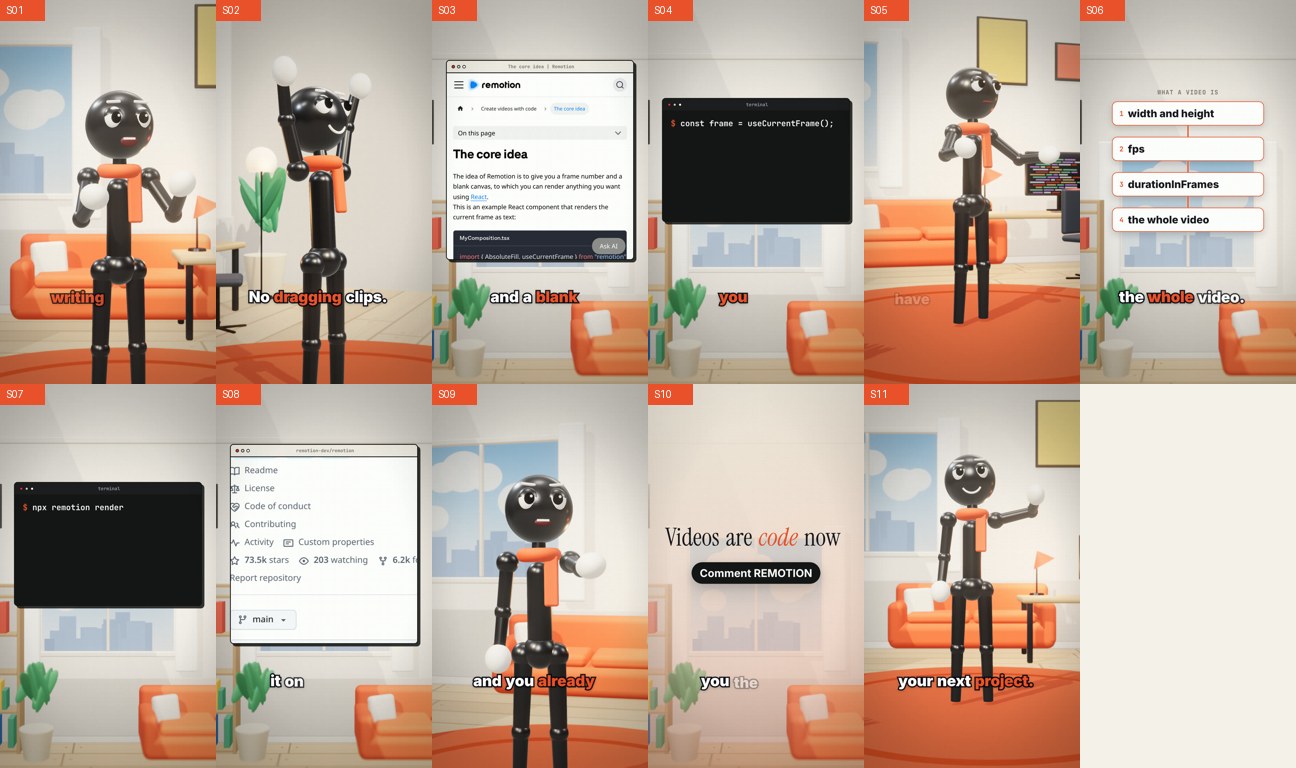 S01
writing
S02
No dragging clips.
S03
The core idea | Remotion
remotion
Create videos with code
The core idea
On this page
The core idea
The idea of Remotion is to give you a frame number and a
blank canvas, to which you can render anything you want
using React.
This is an example React component that renders the
current frame as text:
MyComposition.tsx
Ask AI
import { AbsoluteFill, useCurrentFrame } from "remotion"
and a blank
S04
terminal
$ const frame = useCurrentFrame();
you
S05
have
S06
WHAT A VIDEO IS
1 width and height
2 fps
3 durationInFrames
4 the whole video
the whole video.
S07
terminal
$ npx remotion render
S08
remotion-dev/remotion
Readme
License
Code of conduct
Contributing
Activity Custom properties
73.5k stars 203 watching 6.2k f
Report repository
main
it on
S09
and you already
S10
Videos are code now
Comment REMOTION
you the
S11
your next project.